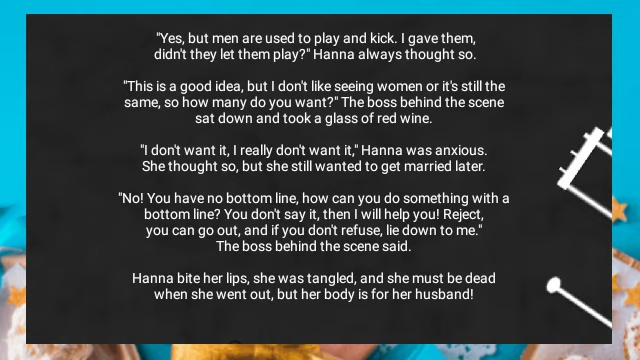 "Yes, but men are used to play and kick. I gave them,
didn't they let them play?" Hanna always thought so.
"This is a good idea, but I don't like seeing women or it's still the
same, so how many do you want?" The boss behind the scene
sat down and took a glass of red wine.
"I don't want it, I really don't want it," Hanna was anxious.
She thought so, but she still wanted to get married later.
"No! You have no bottom line, how can you do something with a
bottom line? You don't say it, then I will help you! Reject,
you can go out, and if you don't refuse, lie down to me."
The boss behind the scene said.
Hanna bite her lips, she was tangled, and she must be dead
when she went out, but her body is for her husband!